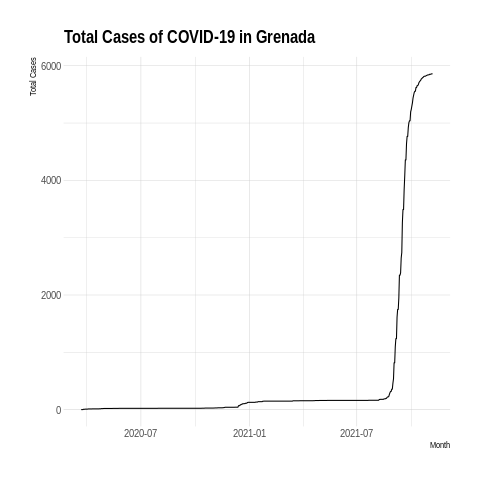 Total Cases of COVID-19 in Grenada
Total Cases
6000
4000
2000
0
2020-07 2021-01 2021-07
Month